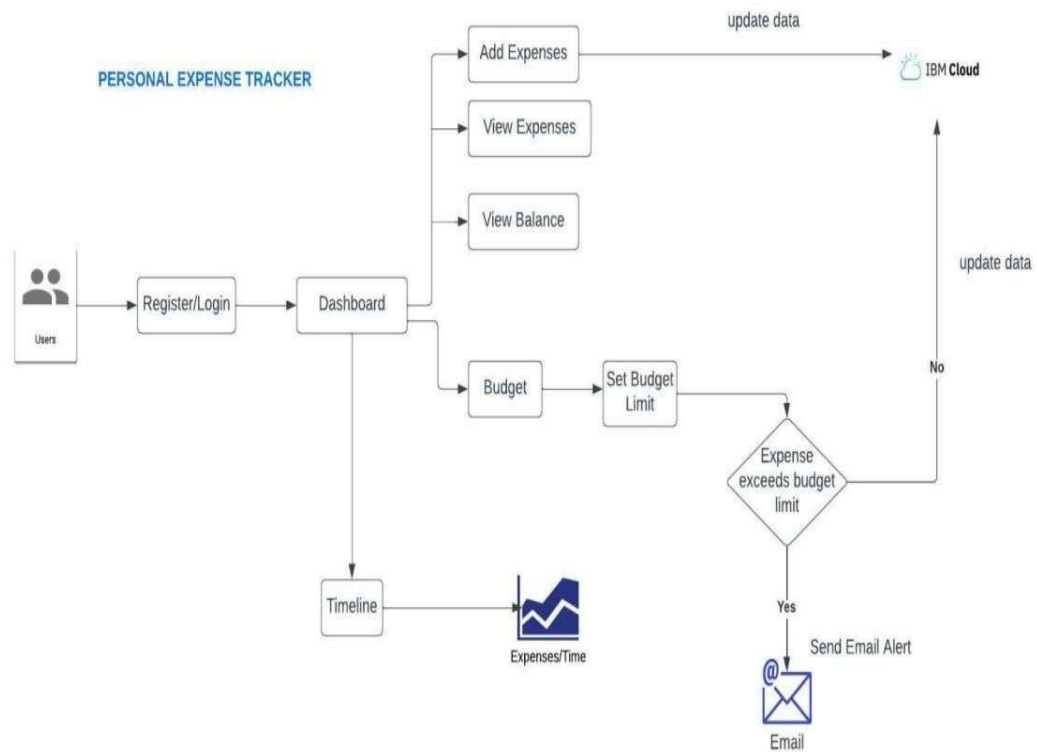 update data
Add Expenses
IBM Cloud
PERSONAL EXPENSE TRACKER
View Expenses
View Balance
update data
Users
Register/Login
Dashboard
Budget
Set Budget
Limit
No
Expense
exceeds budget
limit
Timeline
Expenses/Time
Yes
Send Email Alert
@
Email